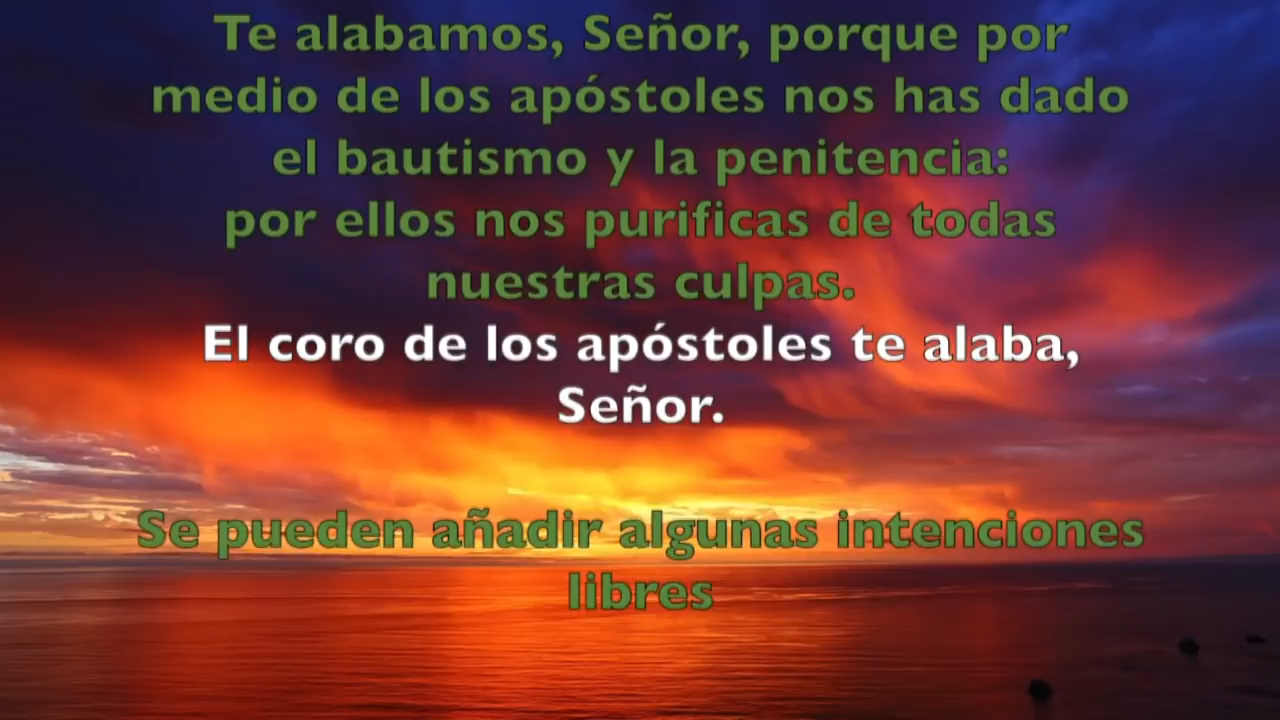 Te alabamos, Señor, porque por
medio de los apóstoles nos has dado
el bautismo y la penitencia:
por ellos nos purificas de todas
nuestras culpas.
El coro de los apóstoles te alaba,
Señor.
Se pueden añadir algunas intenciones
libres